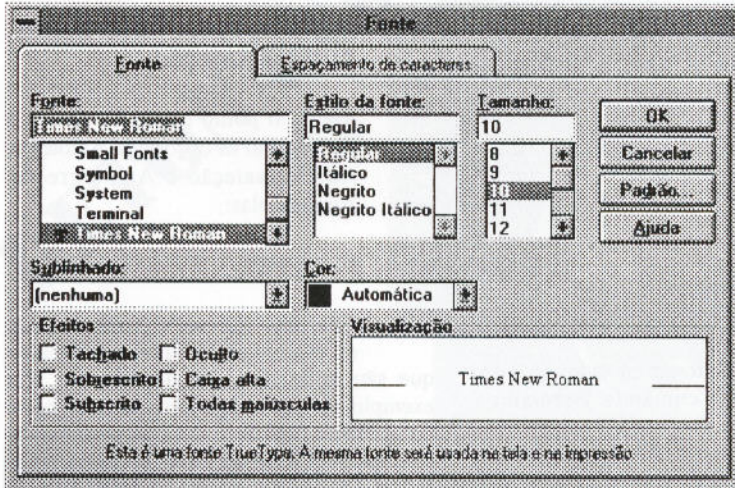 Fonte
Fonte
Espaçamento de caracteres
Fonte:
Times New Roman
Small Fonts
Symbol
System
Terminal
Times New Roman
Estilo da fonte:
Regular
Regular
Itálico
Negrito
Negrito Itálico
Tamanho:
10
8
9
10
11
12
OK
Cancelar
Padrão...
Ajuda
Sublinhado:
(nenhuma)
Cor:
Automática
Efeitos
Tachado
Oculto
Sobrescrito
Caixa alta
Subscrito
Todas maiúsculas
Visualização
Times New Roman
Esta é uma fonte TrueType. A mesma fonte será usada na tela e na impressão